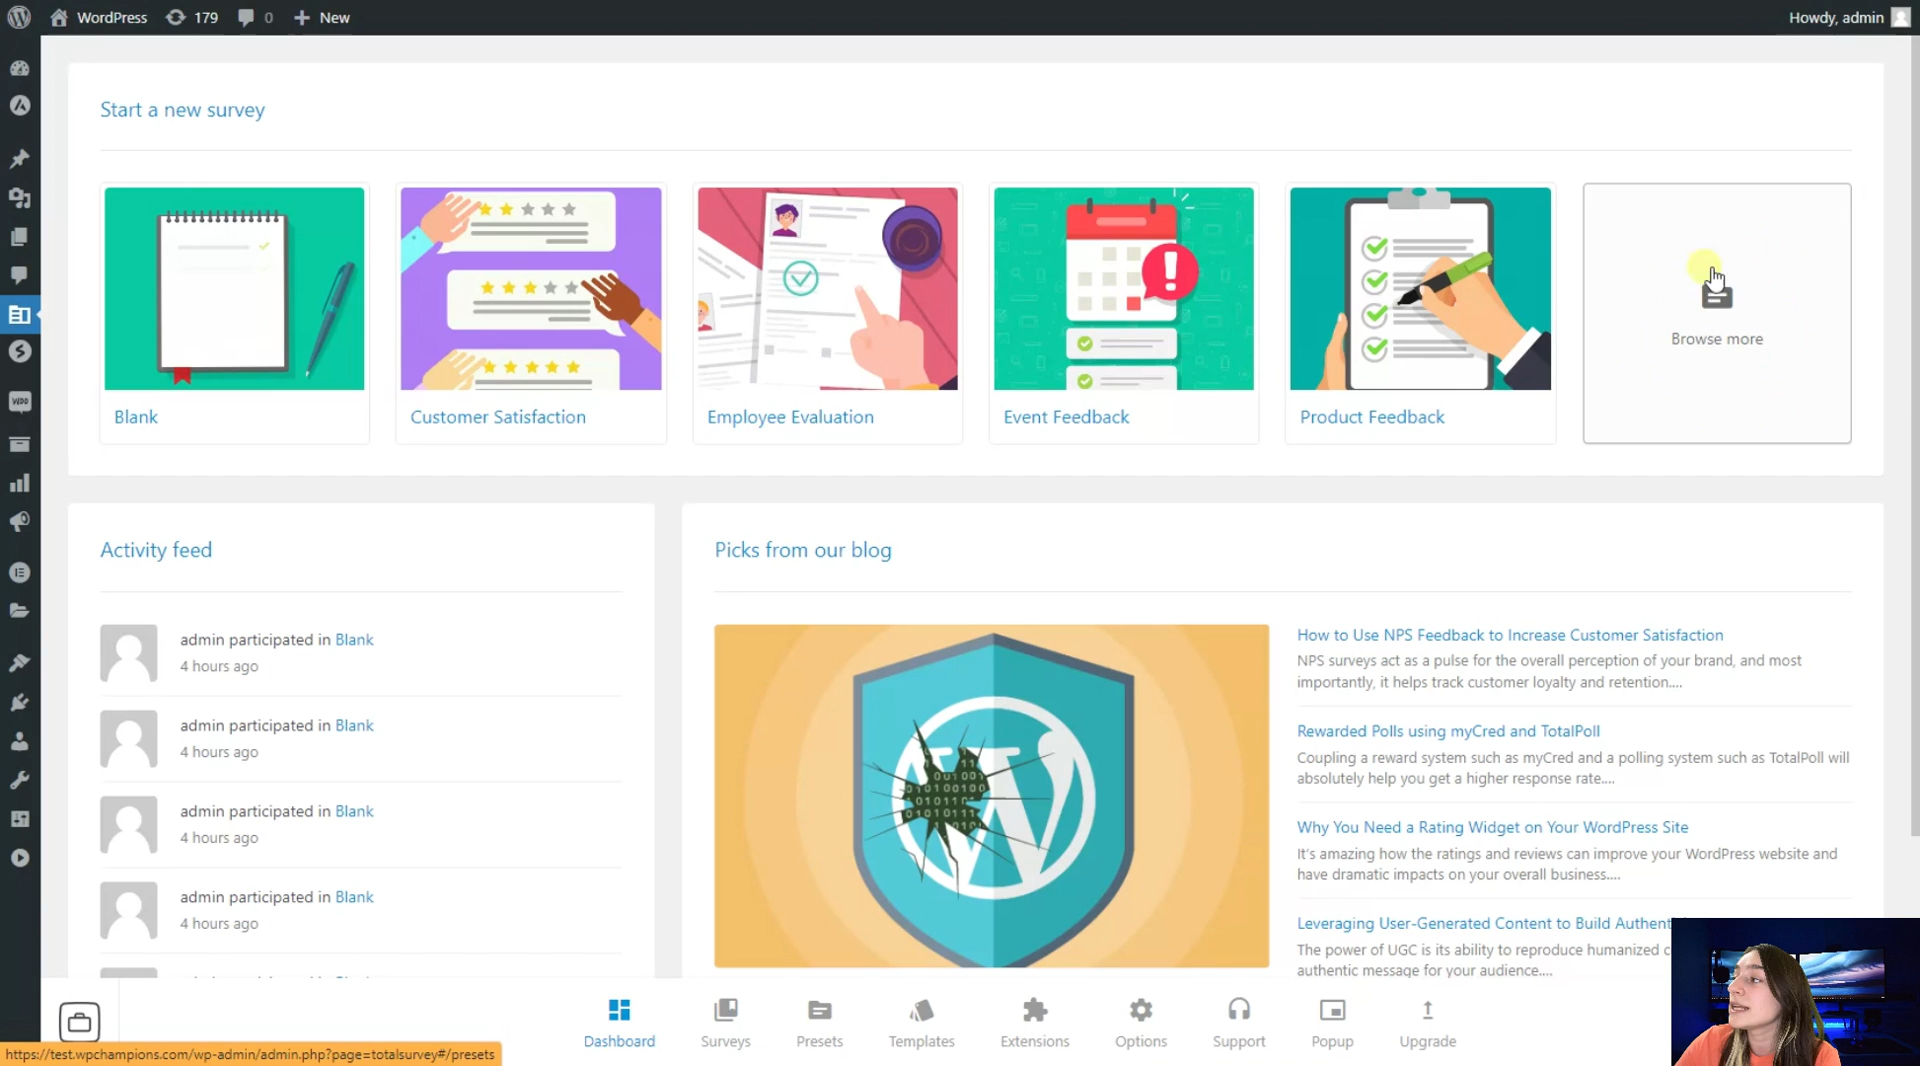 WordPress 179 0 New Howdy, admin
Start a new survey
Blank
Customer Satisfaction
Employee Evaluation
Event Feedback
Product Feedback
Browse more
Activity feed
admin participated in Blank
4 hours ago
admin participated in Blank
4 hours ago
admin participated in Blank
4 hours ago
admin participated in Blank
4 hours ago
Picks from our blog
How to Use NPS Feedback to Increase Customer Satisfaction
NPS surveys act as a pulse for the overall perception of your brand, and most
importantly, it helps track customer loyalty and retention....
Rewarded Polls using myCred and TotalPoll
Coupling a reward system such as myCred and a polling system such as TotalPoll will
absolutely help you get a higher response rate....
Why You Need a Rating Widget on Your WordPress Site
It's amazing how the ratings and reviews can improve your WordPress website and
have dramatic impacts on your overall business....
Leveraging User-Generated Content to Build
The power of UGC is its ability to reproduce humanized
authentic message for your audience....
Dashboard
Surveys
Presets
Templates
Extensions
Options
Support
Popup
Upgrade
https://test.wpchampions.com/wp-admin/admin.php?page=totalsurvey#/presets